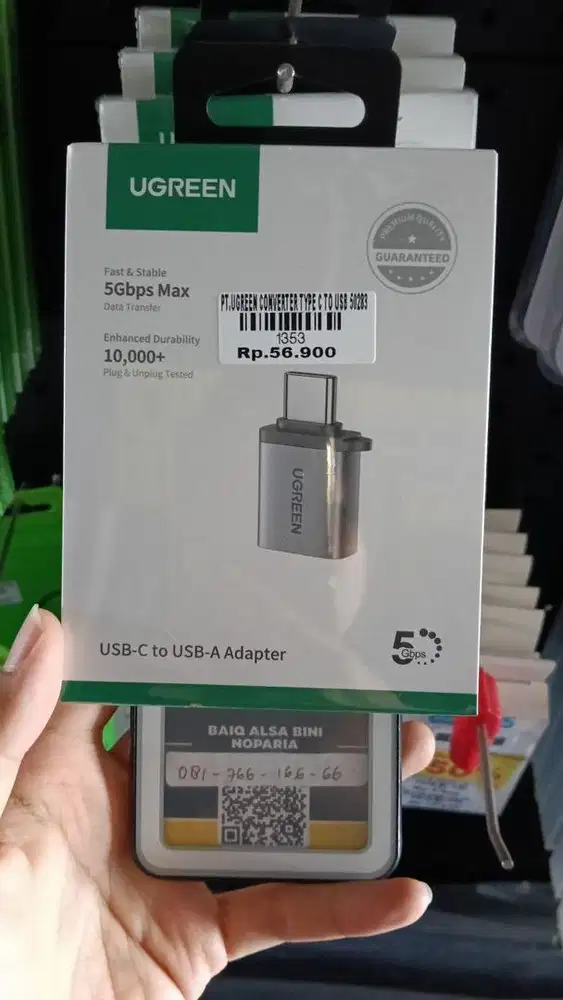 UGREEN
PREMIUM QUALITY
GUARANTEED
Fast & Stable
5Gbps Max
Data Transfer
PT.UGREEN CONVERTER TYPE C TO USB 50283
1353
Rp.56.900
Enhanced Durability
10,000+
Plug & Unplug Tested
UGREEN
USB-C to USB-A Adapter
5Gbps
BAIQ ALSA BINI
NOPARIA
081-766-166-66